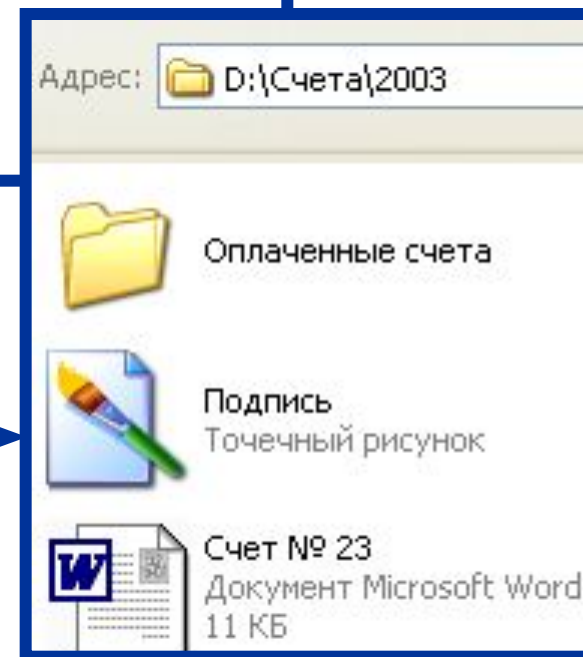 Адрес: D:\Счета\2003
Оплаченные счета
Подпись
Точечный рисунок
W
Счет № 23
Документ Microsoft Word
11 КБ